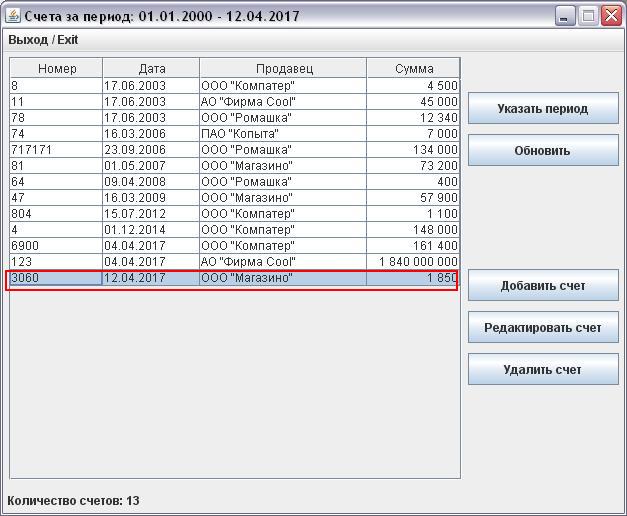 Счета за период: 01.01.2000 - 12.04.2017
Выход / Exit
Номер Дата Продавец Сумма
8 17.06.2003 ООО "Компатер" 4 500
11 17.06.2003 АО "Фирма Cool" 45 000
78 17.06.2003 ООО "Ромашка" 12 340
74 16.03.2006 ПАО "Копыта" 7 000
717171 23.09.2006 ООО "Ромашка" 134 000
81 01.05.2007 ООО "Магазино" 73 200
64 09.04.2008 ООО "Ромашка" 400
47 16.03.2009 ООО "Магазино" 57 900
804 15.07.2012 ООО "Компатер" 1 100
4 01.12.2014 ООО "Компатер" 148 000
6900 04.04.2017 ООО "Компатер" 161 400
123 04.04.2017 АО "Фирма Cool" 1 840 000 000
3060 12.04.2017 ООО "Магазино" 1 850
Указать период
Обновить
Добавить счет
Редактировать счет
Удалить счет
Количество счетов: 13